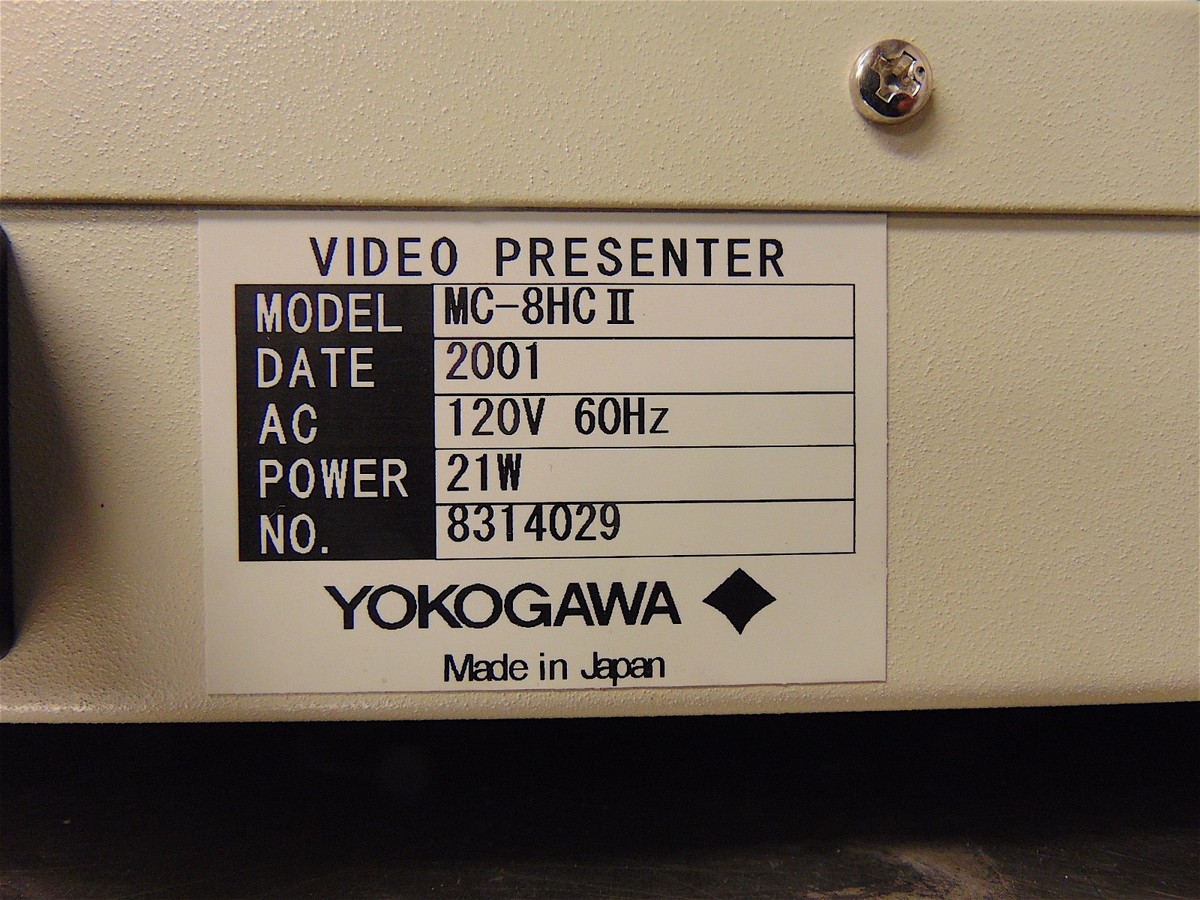 VIDEO PRESENTER
MODEL MC-8HCⅡ
DATE 2001
AC 120V 60Hz
POWER 21W
NO. 8314029
YOKOGAWA
Made in Japan